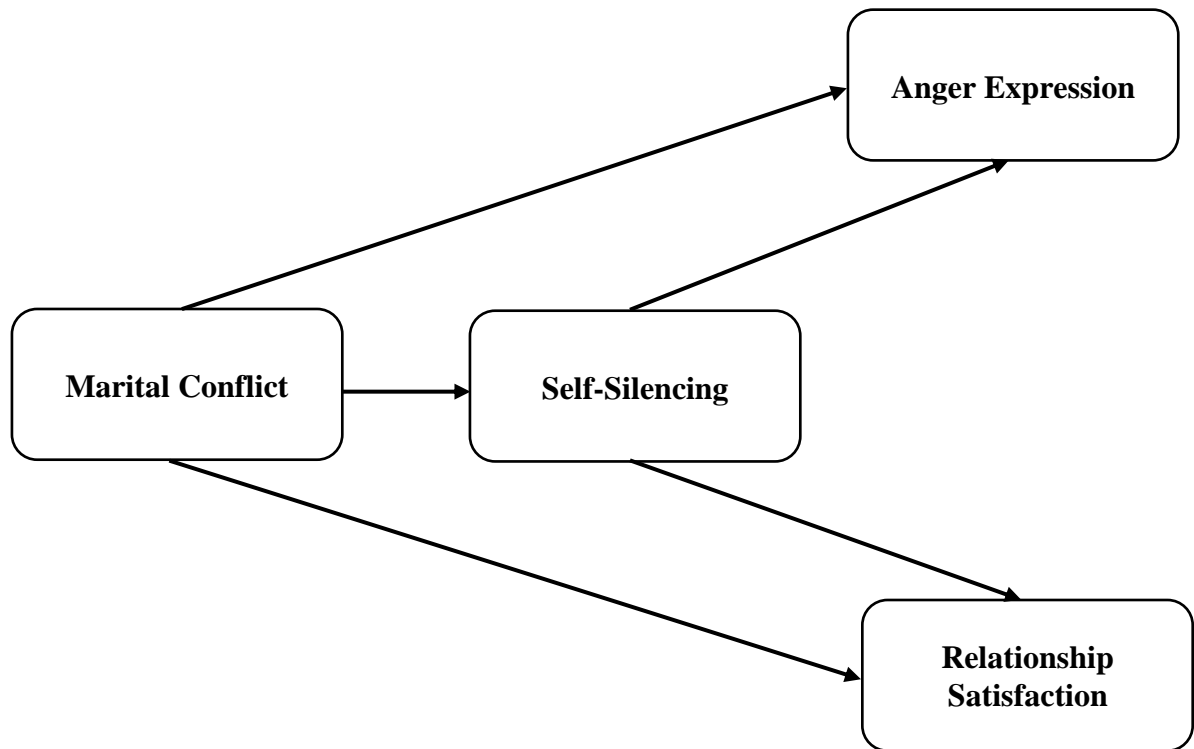 Anger Expression
Marital Conflict
Self-Silencing
Relationship
Satisfaction